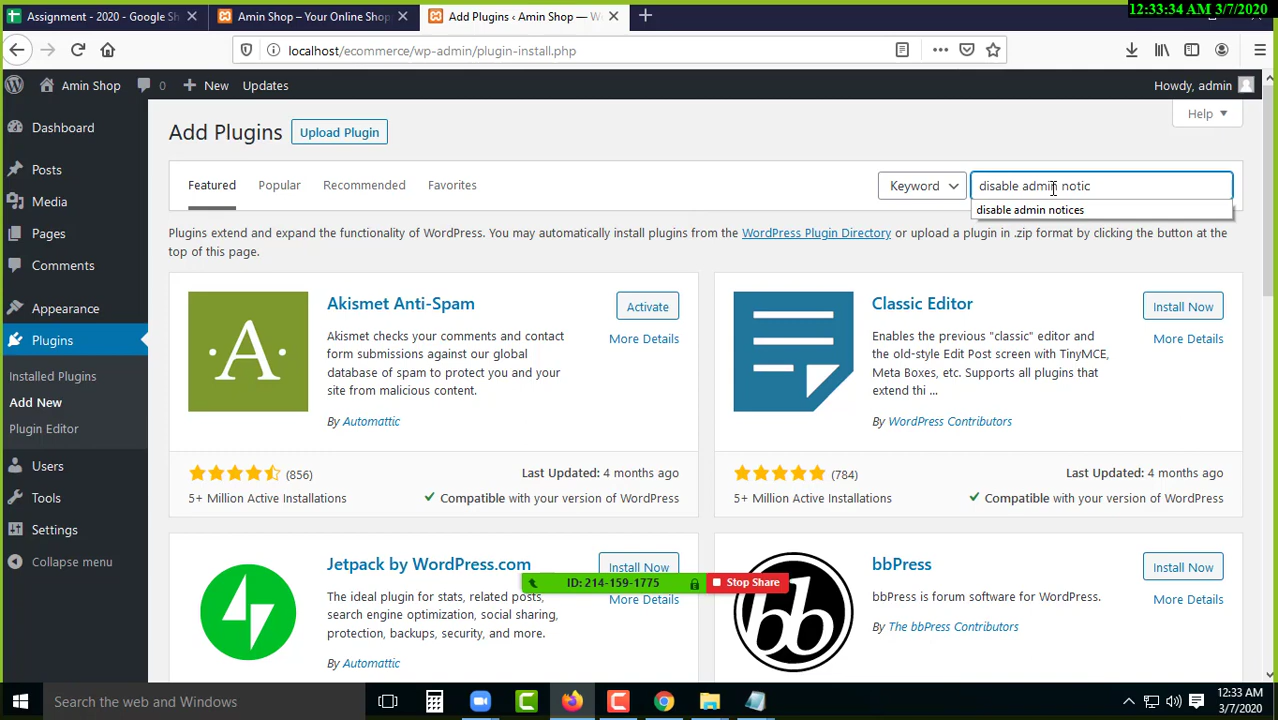 12:33:34 AM 3/7/2020
Assignment - 2020 - Google Sh
Amin Shop – Your Online Shop
Add Plugins ‹ Amin Shop — W
localhost/ecommerce/wp-admin/plugin-install.php
Amin Shop
0
New
Updates
Howdy, admin
Dashboard
Posts
Media
Pages
Comments
Appearance
Plugins
Installed Plugins
Add New
Plugin Editor
Users
Tools
Settings
Collapse menu
Help
Add Plugins
Upload Plugin
Featured
Popular
Recommended
Favorites
Keyword
disable admin notic
disable admin notices
Plugins extend and expand the functionality of WordPress. You may automatically install plugins from the WordPress Plugin Directory or upload a plugin in .zip format by clicking the button at the
top of this page.
Akismet Anti-Spam
Activate
More Details
Akismet checks your comments and contact
form submissions against our global
database of spam to protect you and your
site from malicious content.
By Automattic
(856)
Last Updated: 4 months ago
5+ Million Active Installations
Compatible with your version of WordPress
Classic Editor
Install Now
More Details
Enables the previous "classic" editor and
the old-style Edit Post screen with TinyMCE,
Meta Boxes, etc. Supports all plugins that
extend thi ...
By WordPress Contributors
(784)
Last Updated: 4 months ago
5+ Million Active Installations
Compatible with your version of WordPress
Jetpack by WordPress.com
Install Now
More Details
The ideal plugin for stats, related posts,
search engine optimization, social sharing,
protection, backups, security, and more.
By Automattic
bbPress
Install Now
More Details
bbPress is forum software for WordPress.
By The bbPress Contributors
ID: 214-159-1775
Stop Share
Search the web and Windows
12:33 AM
3/7/2020